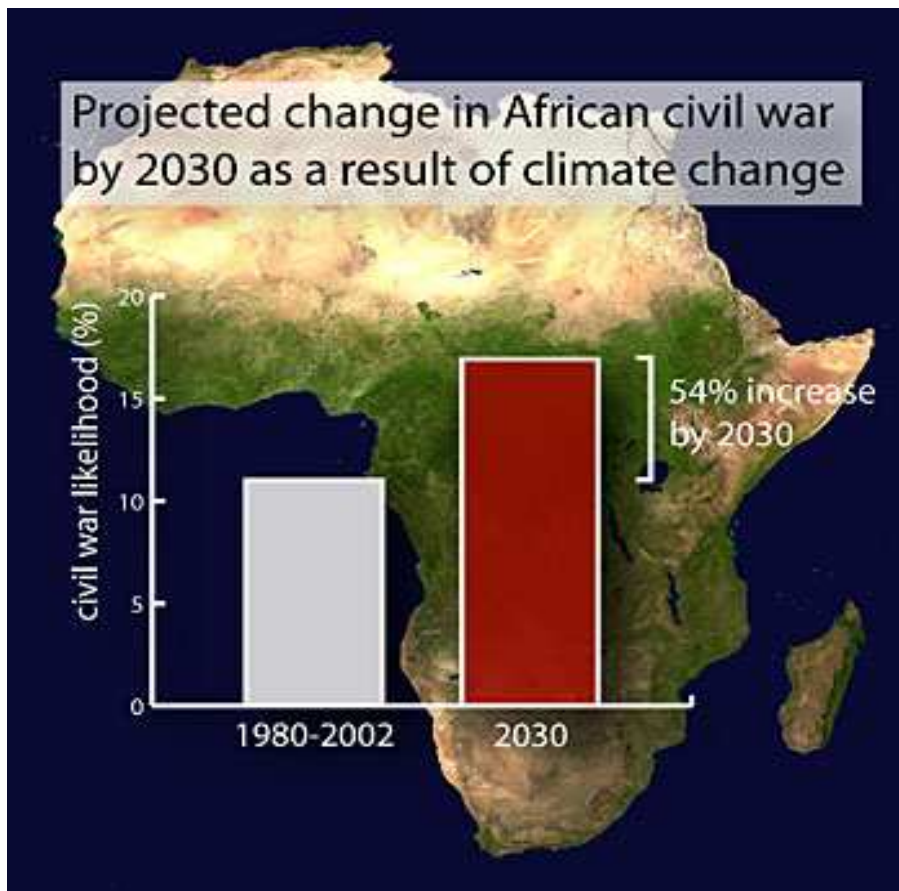 Projected change in African civil war
by 2030 as a result of climate change
civil war likelihood (%)
20
15
10
5
0
54% increase
by 2030
1980-2002
2030